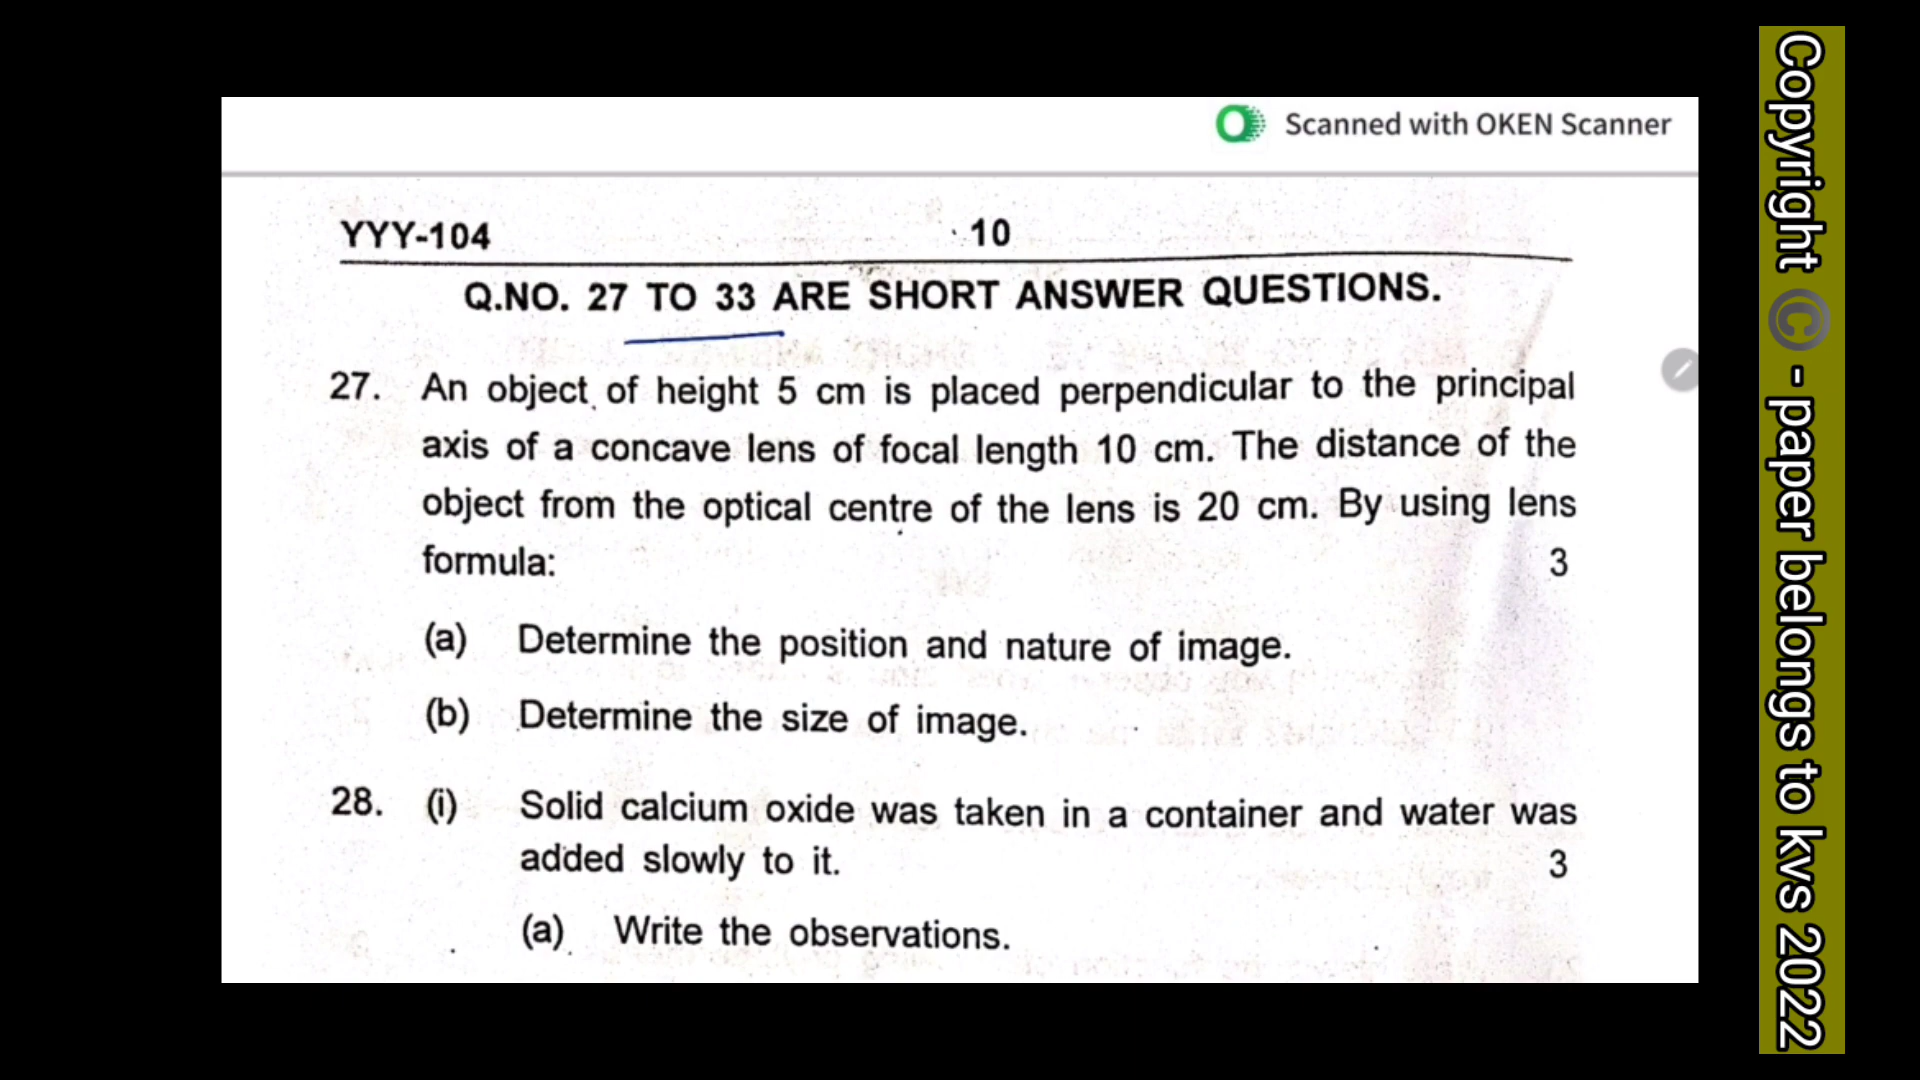 Scanned with OKEN Scanner
YYY-104 10
Q.NO. 27 TO 33 ARE SHORT ANSWER QUESTIONS.
27. An object of height 5 cm is placed perpendicular to the principal
axis of a concave lens of focal length 10 cm. The distance of the
object from the optical centre of the lens is 20 cm. By using lens
formula: 3
(a) Determine the position and nature of image.
(b) Determine the size of image.
28. (i) Solid calcium oxide was taken in a container and water was
added slowly to it. 3
(a) Write the observations.
Copyright © - paper belongs to kvs 2022